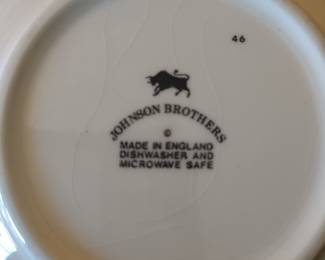 46
JOHNSON BROTHERS
MADE IN ENGLAND
DISHWASHER AND
MICROWAVE SAFE